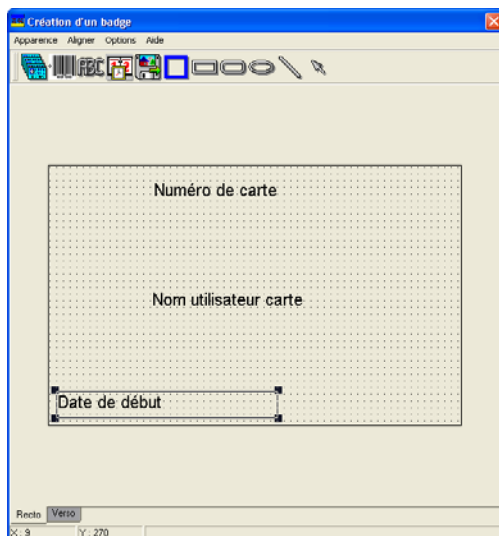 Création d'un badge
Apparence Aligner Options Aide
ABC
Numéro de carte
Nom utilisateur carte
Date de début
Recto Verso
X : 9 Y : 270